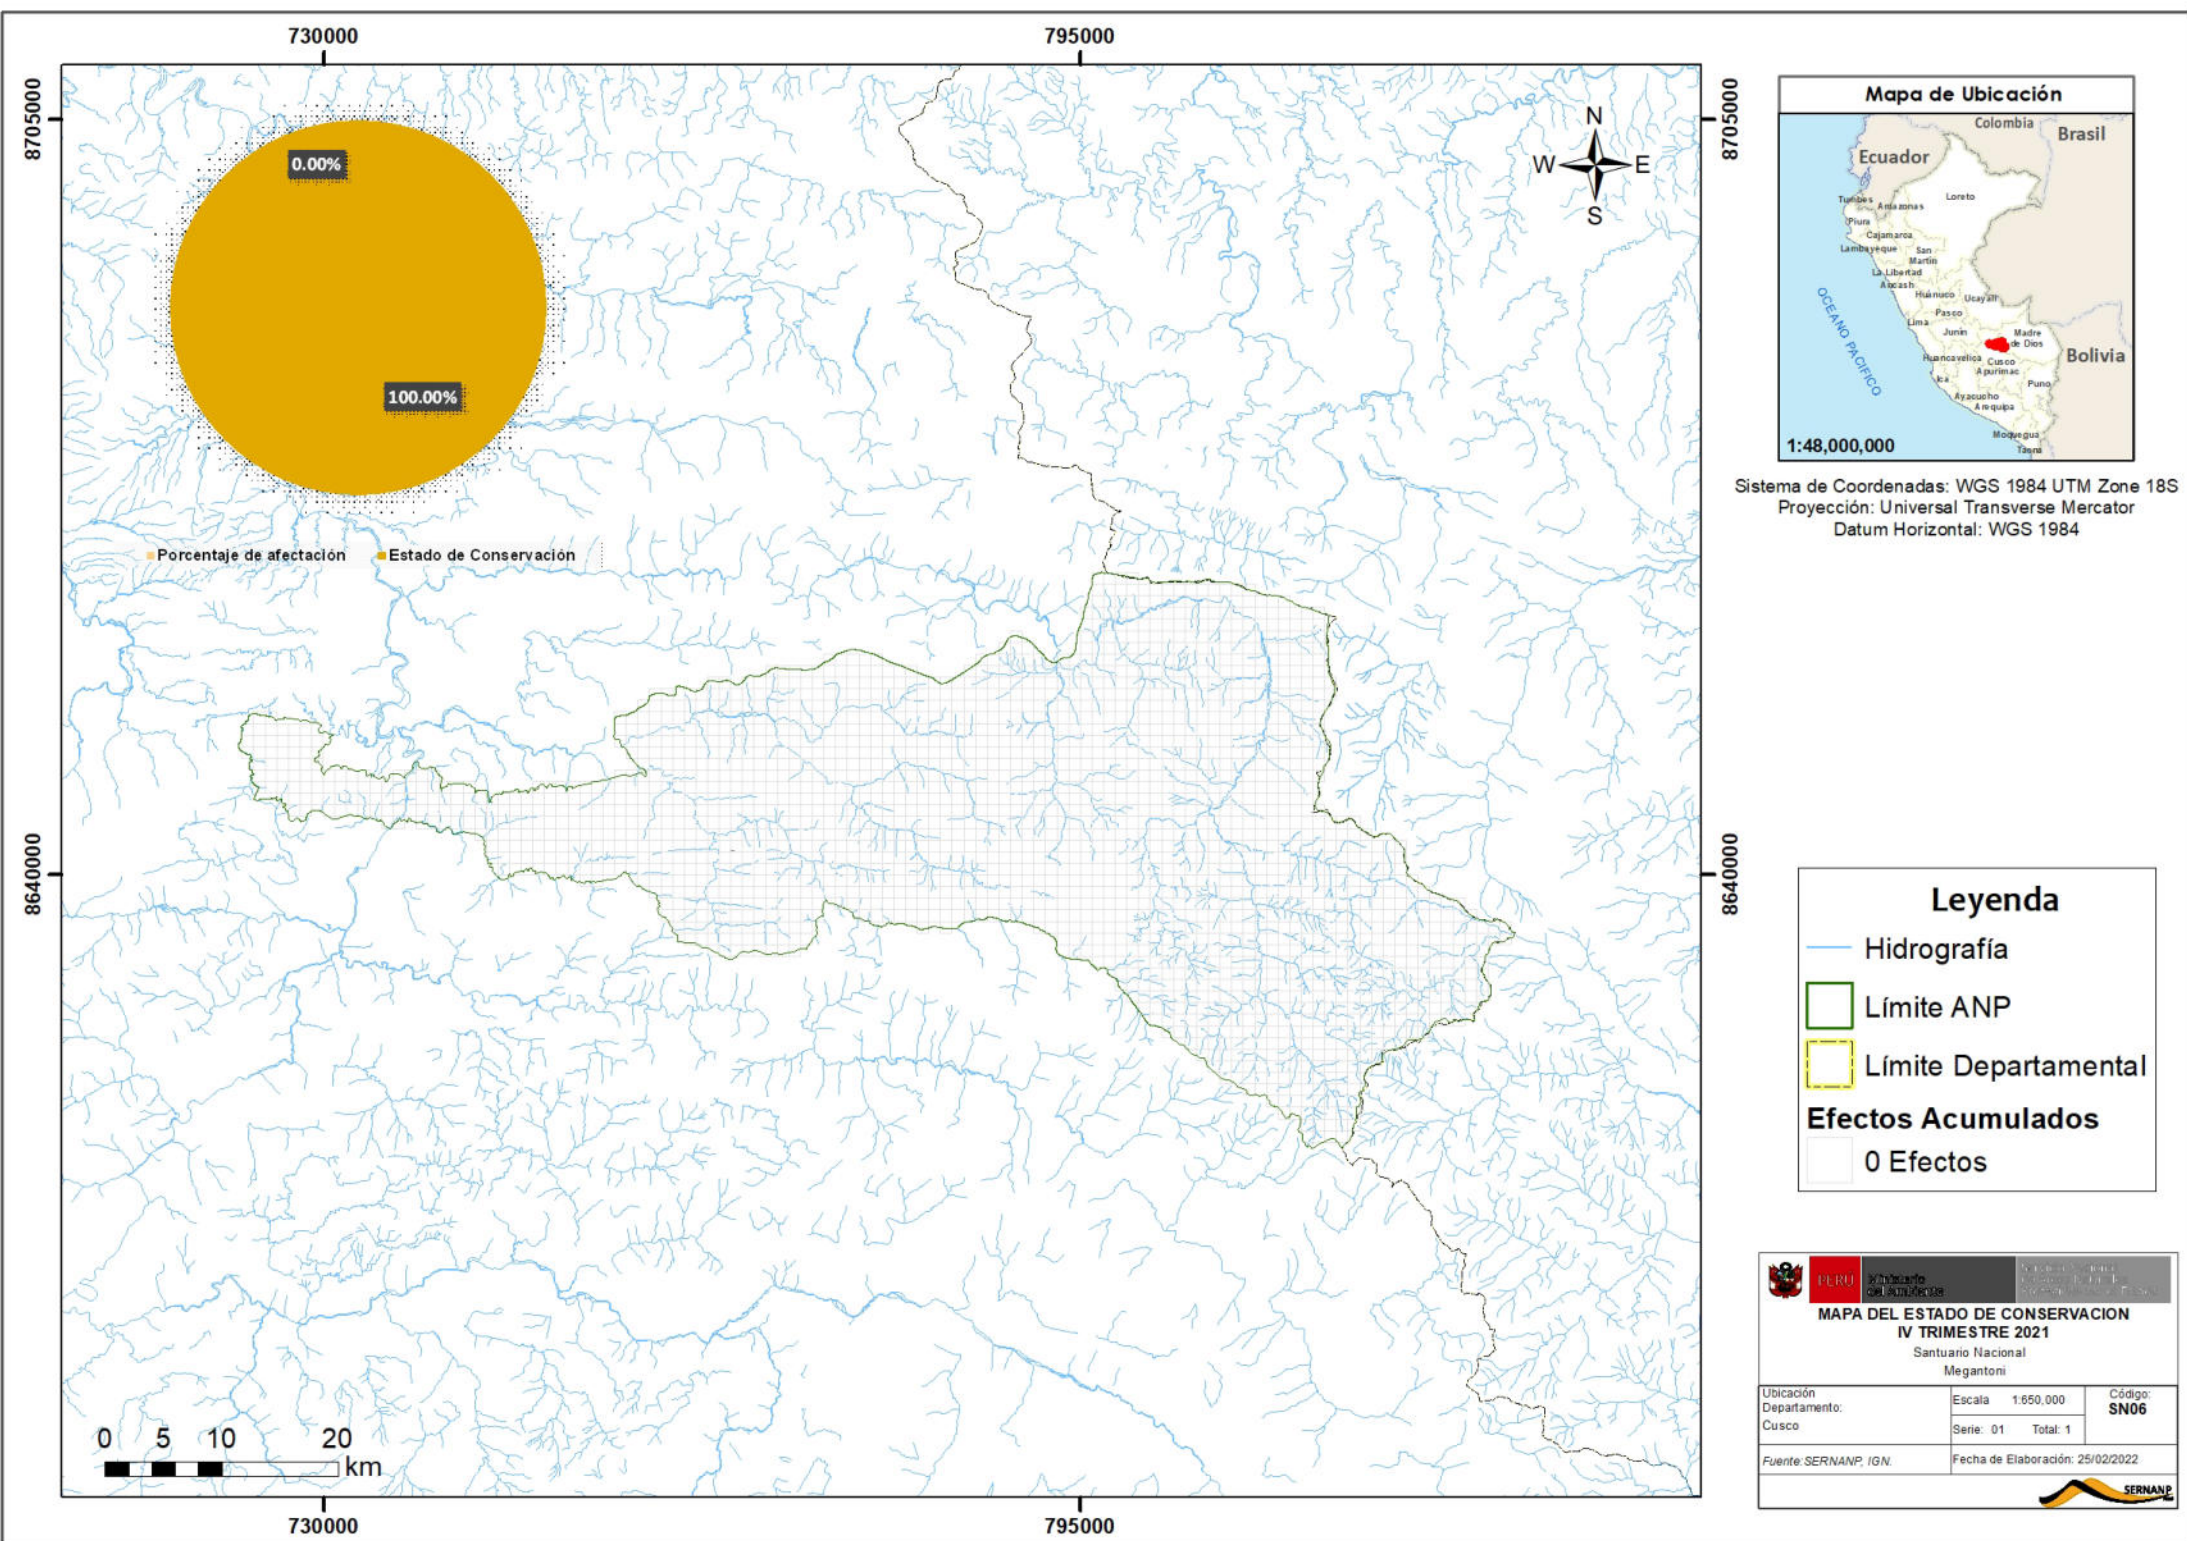 730000
795000
8705000
8705000
8640000
8640000
730000
795000
0.00%
100.00%
Porcentaje de afectación
Estado de Conservación
N
W
E
S
0 5 10 20
km
Mapa de Ubicación
Colombia
Brasil
Ecuador
Loreto
Tumbes
Amazonas
Piura
Cajamarca
Lambayeque
San
Martín
La Libertad
Ancash
Huánuco
Ucayali
Pasco
Lima
Junín
Madre
de Dios
Huancavelica
Cusco
Apurimac
Ica
Puno
Ayacucho
Arequipa
Moquegua
Tacna
Bolivia
OCEANO PACIFICO
1:48,000,000
Sistema de Coordenadas: WGS 1984 UTM Zone 18S
Proyección: Universal Transverse Mercator
Datum Horizontal: WGS 1984
Leyenda
Hidrografía
Límite ANP
Límite Departamental
Efectos Acumulados
0 Efectos
PERÚ
Ministerio
del Ambiente
MAPA DEL ESTADO DE CONSERVACION
IV TRIMESTRE 2021
Santuario Nacional
Megantoni
Ubicación
Departamento:
Cusco
Escala 1:650,000
Serie: 01 Total: 1
Código:
SN06
Fuente:SERNANP, IGN.
Fecha de Elaboración: 25/02/2022
SERNANP